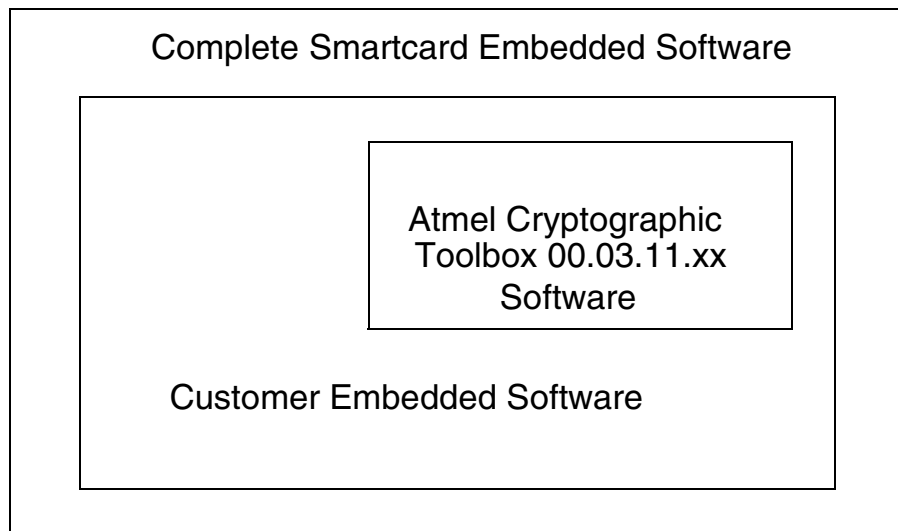 Complete Smartcard Embedded Software
Atmel Cryptographic
Toolbox 00.03.11.xx
Software
Customer Embedded Software